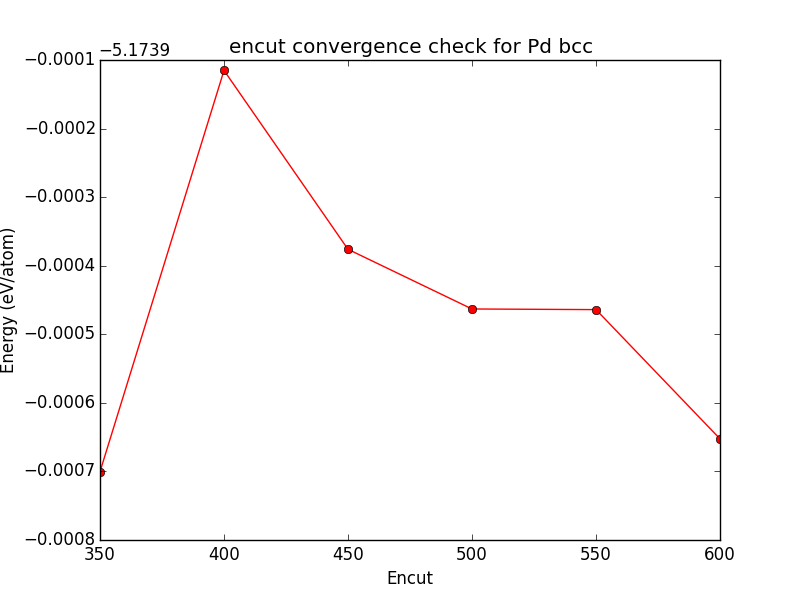 −5.1739
encut convergence check for Pd bcc
−0.0001
−0.0002
−0.0003
−0.0004
−0.0005
−0.0006
−0.0007
−0.0008
Energy (eV/atom)
350 400 450 500 550 600
Encut